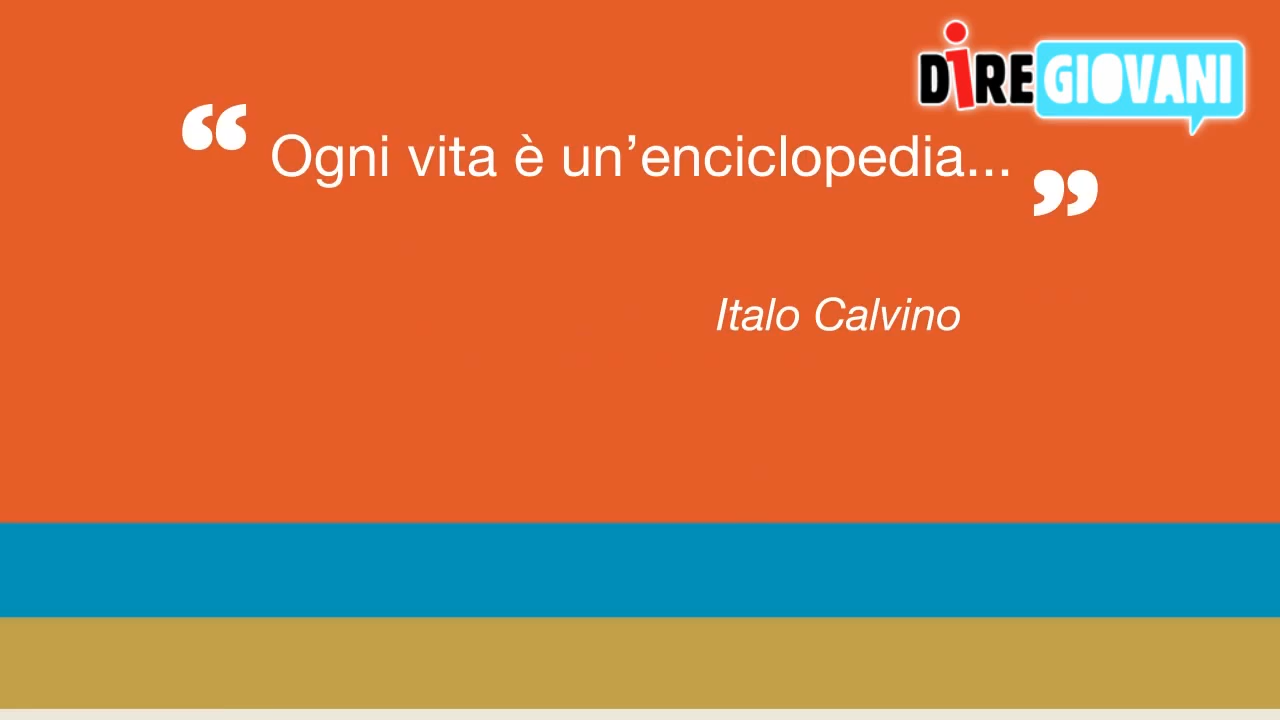 DiRE GIOVANI
“ Ogni vita è un’enciclopedia... ”
Italo Calvino